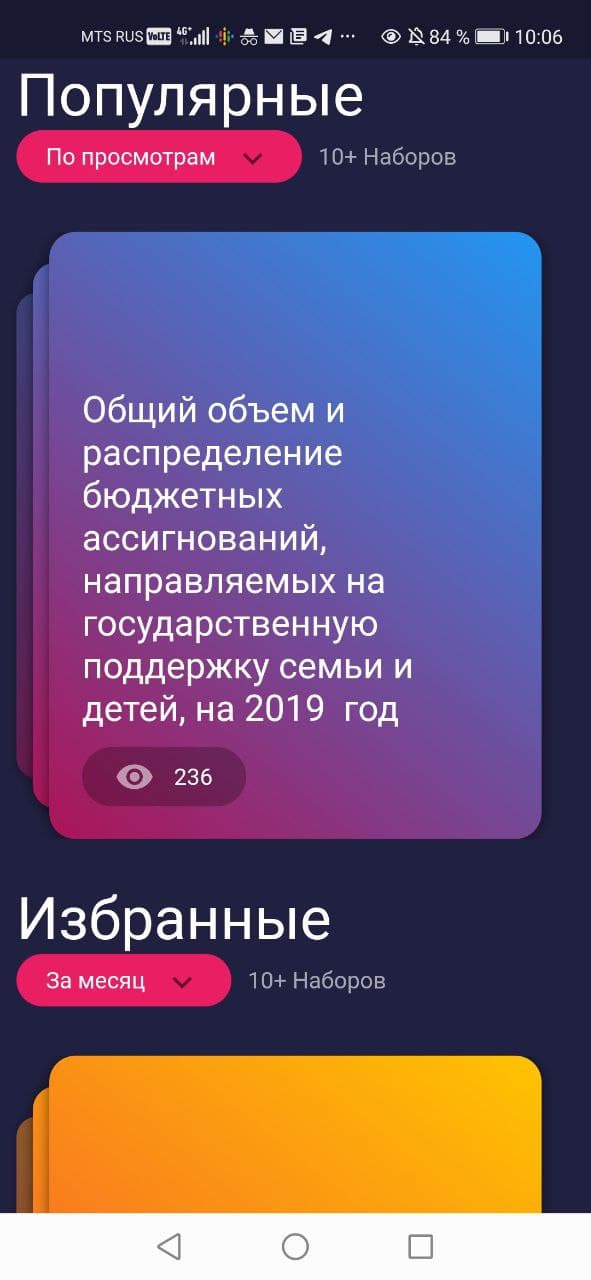 MTS RUS VoLTE 4G+ 84 % 10:06
Популярные
По просмотрам 10+ Наборов
Общий объем и
распределение
бюджетных
ассигнований,
направляемых на
государственную
поддержку семьи и
детей, на 2019  год
236
Избранные
За месяц 10+ Наборов